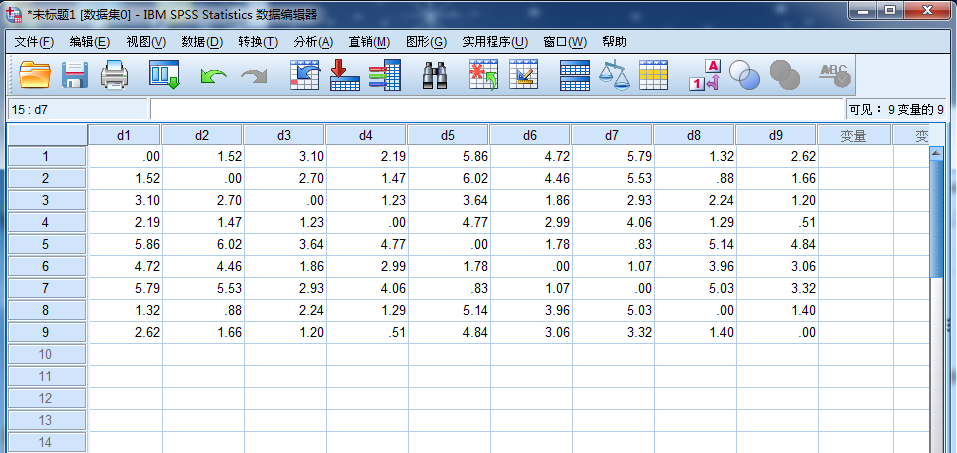 *未标题1 [数据集0] - IBM SPSS Statistics 数据编辑器
文件(F) 编辑(E) 视图(V) 数据(D) 转换(T) 分析(A) 直销(M) 图形(G) 实用程序(U) 窗口(W) 帮助
1 A ABC
15 : d7 可见： 9 变量的 9
d1 d2 d3 d4 d5 d6 d7 d8 d9 变量 变
1 .00 1.52 3.10 2.19 5.86 4.72 5.79 1.32 2.62
2 1.52 .00 2.70 1.47 6.02 4.46 5.53 .88 1.66
3 3.10 2.70 .00 1.23 3.64 1.86 2.93 2.24 1.20
4 2.19 1.47 1.23 .00 4.77 2.99 4.06 1.29 .51
5 5.86 6.02 3.64 4.77 .00 1.78 .83 5.14 4.84
6 4.72 4.46 1.86 2.99 1.78 .00 1.07 3.96 3.06
7 5.79 5.53 2.93 4.06 .83 1.07 .00 5.03 3.32
8 1.32 .88 2.24 1.29 5.14 3.96 5.03 .00 1.40
9 2.62 1.66 1.20 .51 4.84 3.06 3.32 1.40 .00
10
11
12
13
14